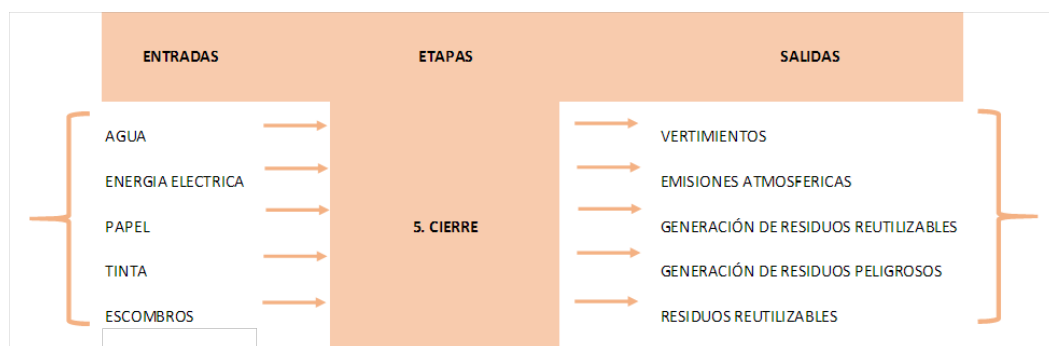 ENTRADAS ETAPAS SALIDAS
AGUA VERTIMIENTOS
ENERGIA ELECTRICA EMISIONES ATMOSFERICAS
PAPEL 5. CIERRE GENERACIÓN DE RESIDUOS REUTILIZABLES
TINTA GENERACIÓN DE RESIDUOS PELIGROSOS
ESCOMBROS RESIDUOS REUTILIZABLES